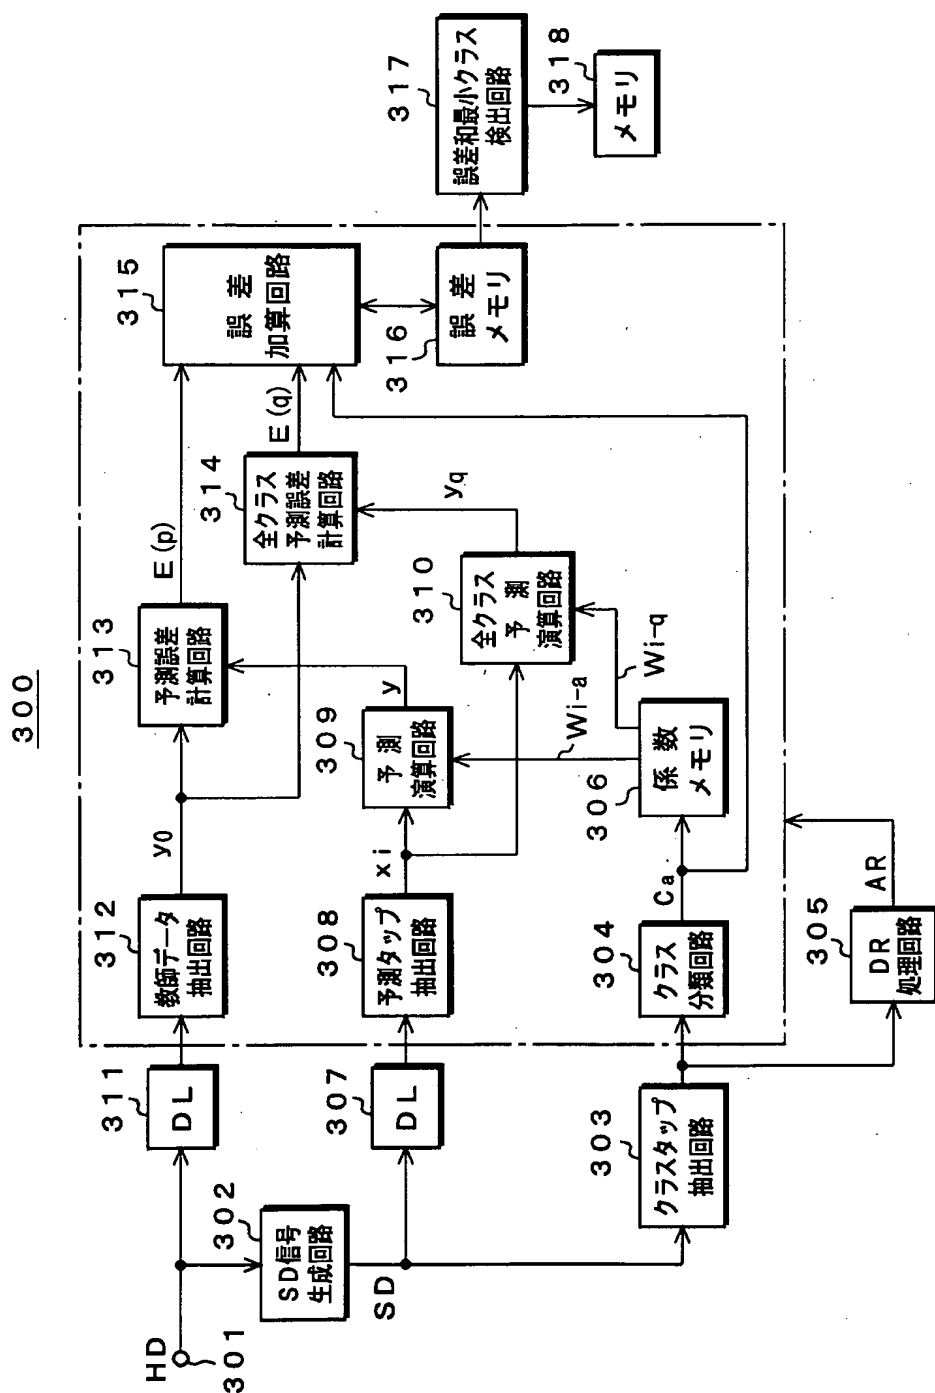 300
HD
301
SD信号
生成回路
302
SD
DL
311
DL
307
クラスタップ
抽出回路
303
教師データ
抽出回路
312
予測タップ
抽出回路
308
クラス
分類回路
304
DR
処理回路
305
AR
y0
xi
Ca
予測誤差
計算回路
313
予測
演算回路
309
係数
メモリ
306
y
Wi-a
Wi-q
全クラス
予測
演算回路
310
yq
全クラス
予測誤差
計算回路
314
E(p)
E(q)
誤差
加算回路
315
誤差
メモリ
316
誤差和最小クラス
検出回路
317
メモリ
318